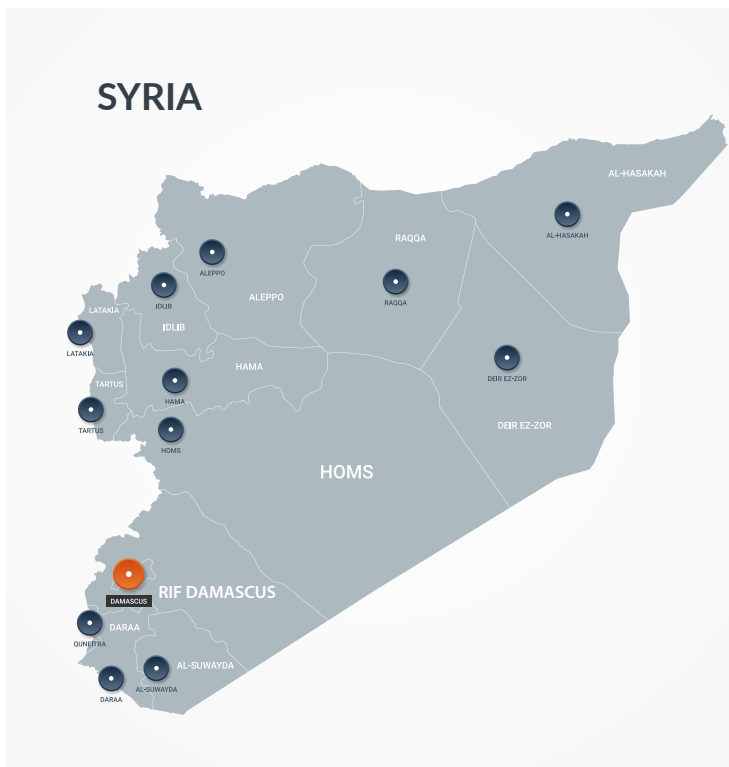 SYRIA
AL-HASAKAH
AL-HASAKAH
RAQQA
ALEPPO
RAQQA
ALEPPO
IDLIB
LATAKIA
IDLIB
LATAKIA
HAMA
DEIR EZ-ZOR
TARTUS
HAMA
DEIR EZ-ZOR
TARTUS
HOMS
HOMS
RIF DAMASCUS
DAMASCUS
DARAA
QUNEITRA
AL-SUWAYDA
AL-SUWAYDA
DARAA